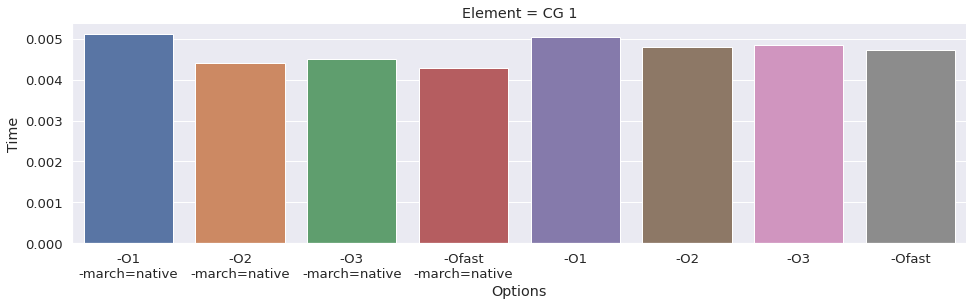 Element = CG 1
Time
0.005
0.004
0.003
0.002
0.001
0.000
-O1
-march=native
-O2
-march=native
-O3
-march=native
-Ofast
-march=native
-O1
-O2
-O3
-Ofast
Options